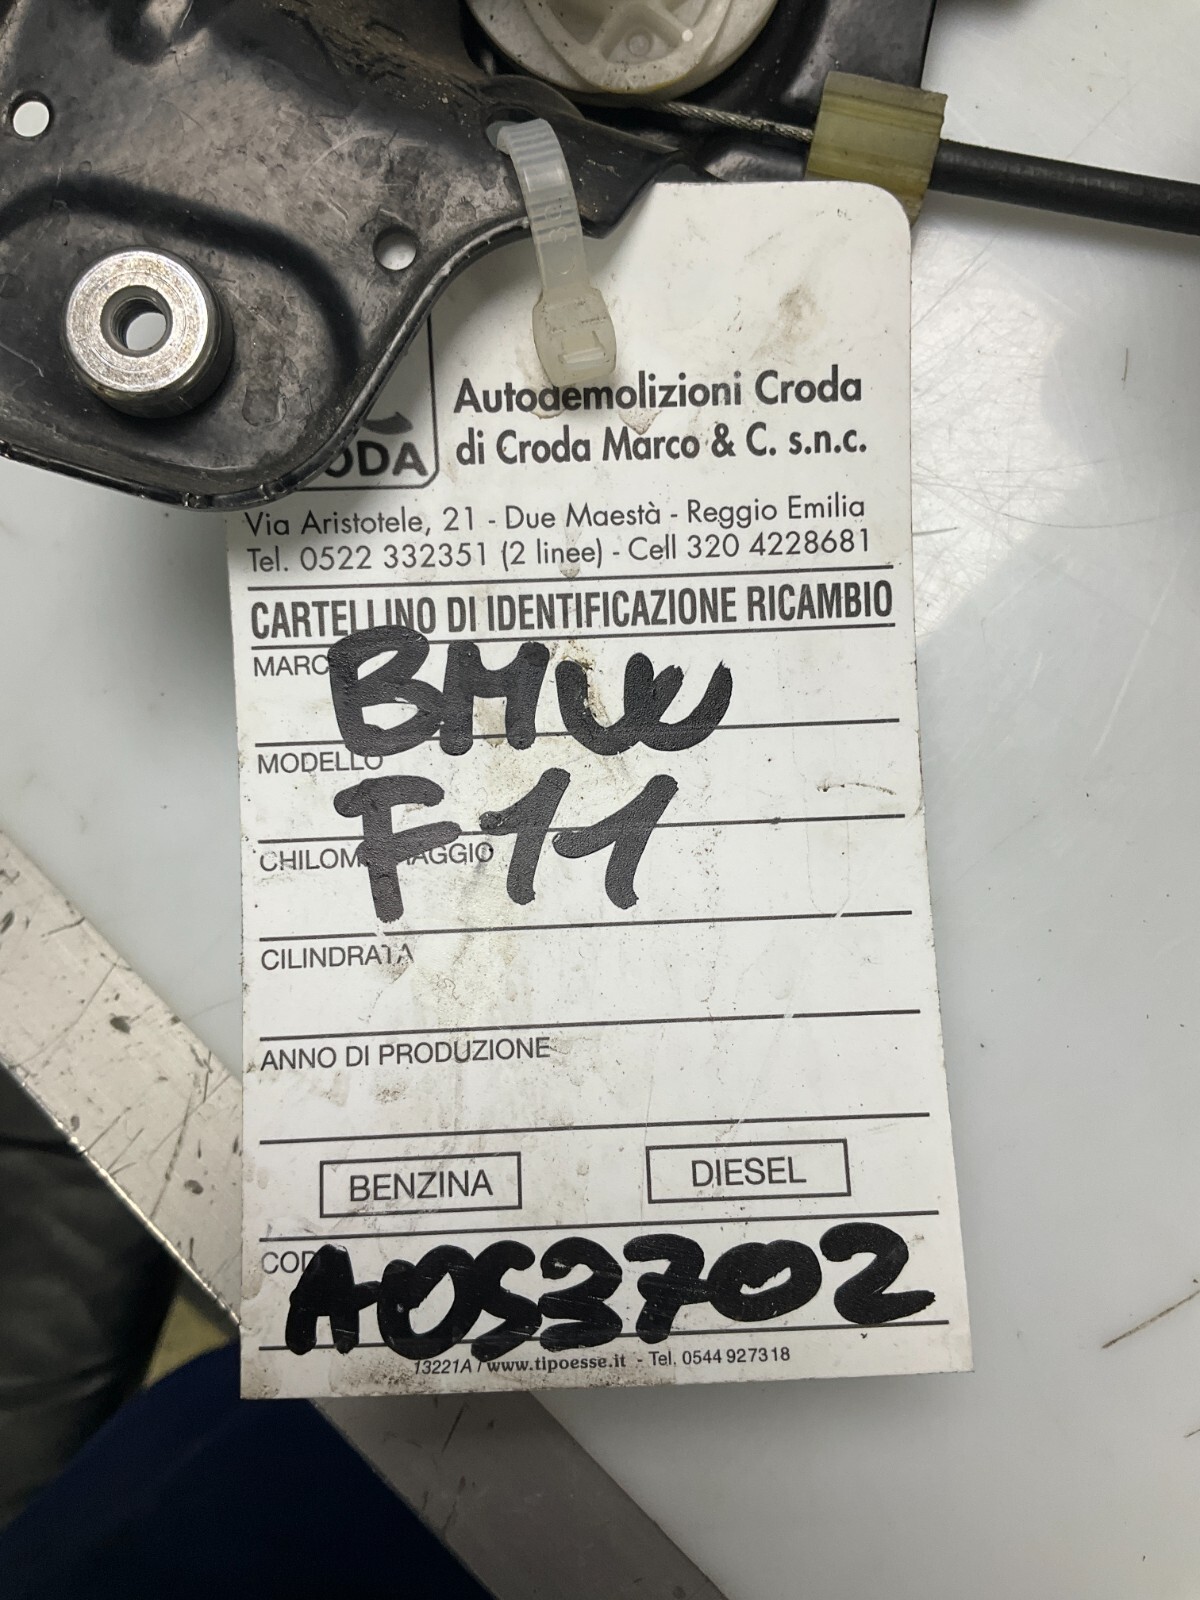 Autodemolizioni Croda
di Croda Marco & C. s.n.c.
Via Aristotele, 21 - Due Maestà - Reggio Emilia
Tel. 0522 332351 (2 linee) - Cell 320 4228681
CARTELLINO DI IDENTIFICAZIONE RICAMBIO
BMW
MODELLO
F11
CILINDRATA
ANNO DI PRODUZIONE
BENZINA DIESEL
A0S3702
13221A / www.tipoesse.it - Tel. 0544 927318